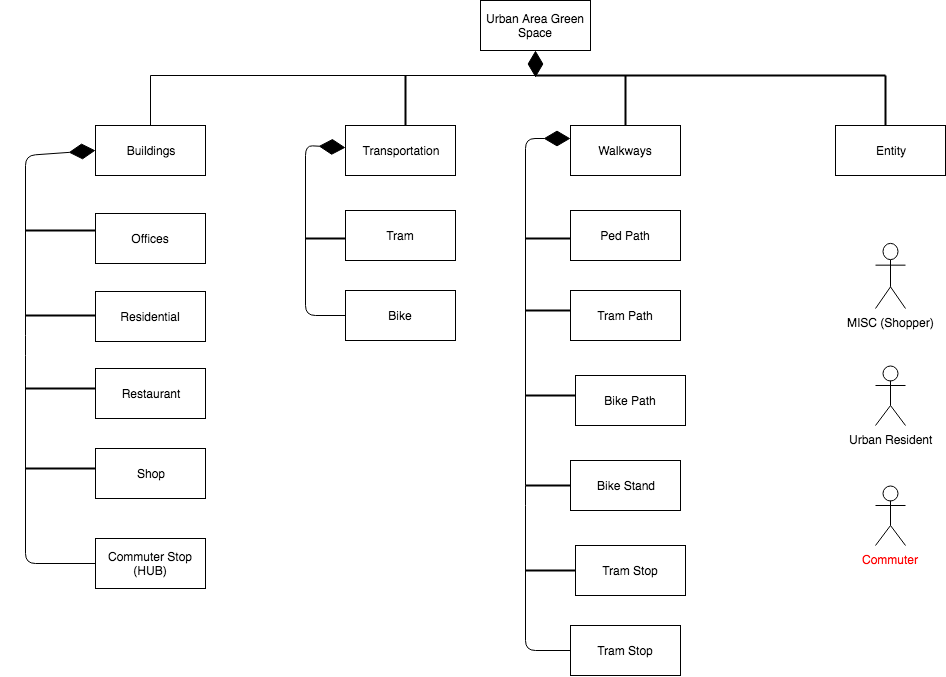 Urban Area Green
Space
Buildings
Transportation
Walkways
Entity
Offices
Residential
Restaurant
Shop
Commuter Stop
(HUB)
Tram
Bike
Ped Path
Tram Path
Bike Path
Bike Stand
Tram Stop
Tram Stop
MISC (Shopper)
Urban Resident
Commuter